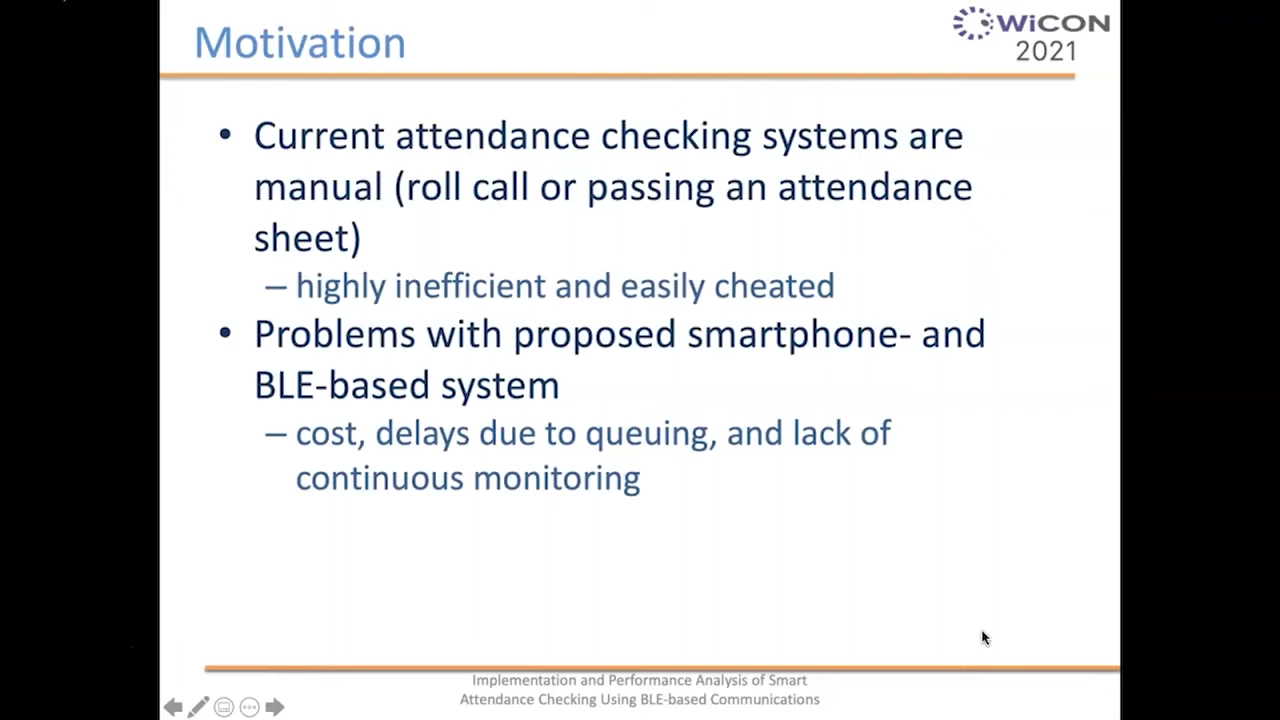 Motivation
WiCON
2021
• Current attendance checking systems are
manual (roll call or passing an attendance
sheet)
– highly inefficient and easily cheated
• Problems with proposed smartphone- and
BLE-based system
– cost, delays due to queuing, and lack of
continuous monitoring
Implementation and Performance Analysis of Smart
Attendance Checking Using BLE-based Communications